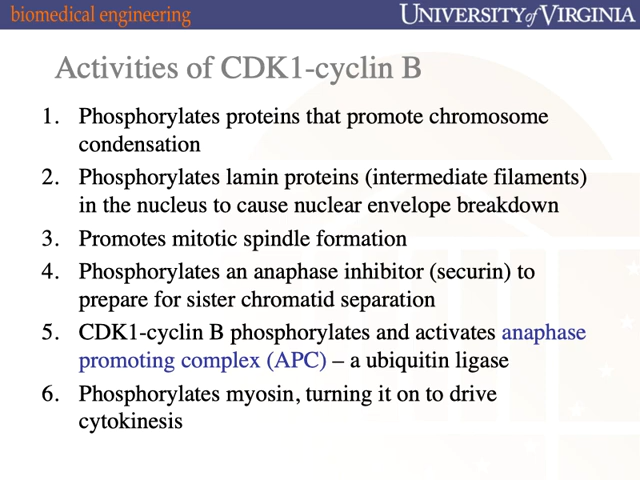 biomedical engineering
UNIVERSITY of VIRGINIA
Activities of CDK1-cyclin B
1. Phosphorylates proteins that promote chromosome
condensation
2. Phosphorylates lamin proteins (intermediate filaments)
in the nucleus to cause nuclear envelope breakdown
3. Promotes mitotic spindle formation
4. Phosphorylates an anaphase inhibitor (securin) to
prepare for sister chromatid separation
5. CDK1-cyclin B phosphorylates and activates anaphase
promoting complex (APC) – a ubiquitin ligase
6. Phosphorylates myosin, turning it on to drive
cytokinesis